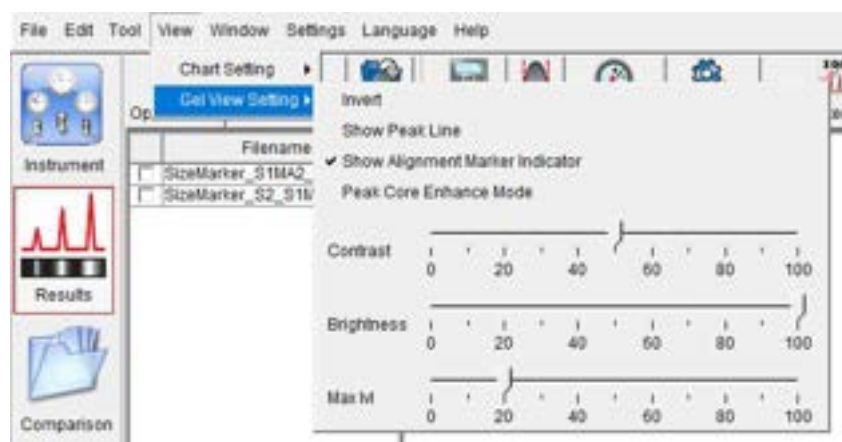 File Edit Tool View Window Settings Language Help
Chart Setting
Gel View Setting
Op
Invert
Show Peak Line
Show Alignment Marker Indicator
Peak Core Enhance Mode
Instrument
Filename
SizeMarker_S1MA2_
SizeMarker_S2_S1
Contrast
0 20 40 60 80 100
Results
Brightness
0 20 40 60 80 100
Max lvl
0 20 40 60 80 100
Comparison